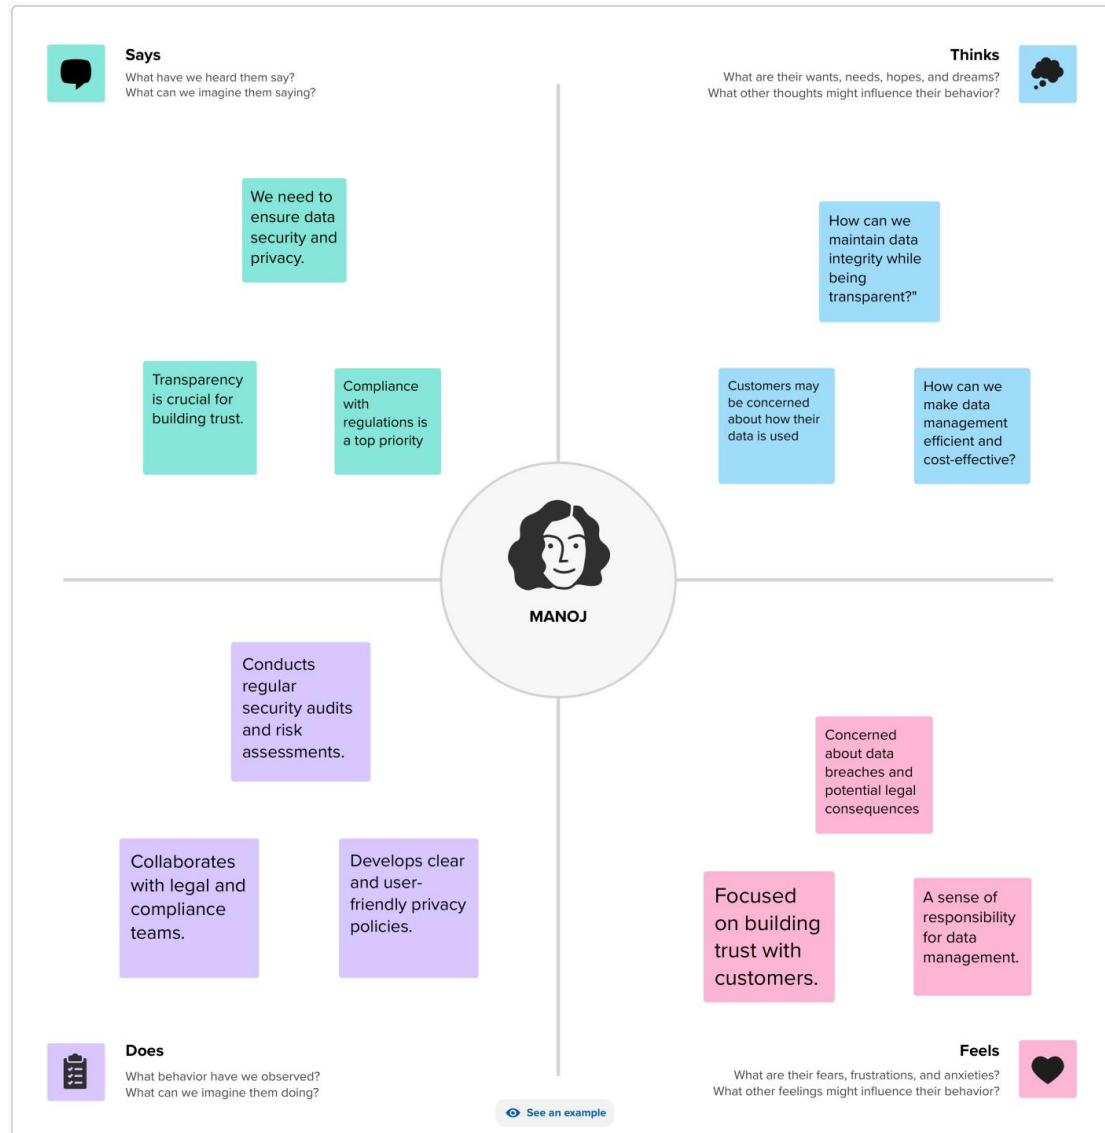 Says
What have we heard them say?
What can we imagine them saying?
We need to
ensure data
security and
privacy.
Transparency
is crucial for
building trust.
Compliance
with
regulations is
a top priority
Thinks
What are their wants, needs, hopes, and dreams?
What other thoughts might influence their behavior?
How can we
maintain data
integrity while
being
transparent?"
Customers may
be concerned
about how their
data is used
How can we
make data
management
efficient and
cost-effective?
MANOJ
Conducts
regular
security audits
and risk
assessments.
Collaborates
with legal and
compliance
teams.
Develops clear
and user-
friendly privacy
policies.
Does
What behavior have we observed?
What can we imagine them doing?
Concerned
about data
breaches and
potential legal
consequences
Focused
on building
trust with
customers.
A sense of
responsibility
for data
management.
Feels
What are their fears, frustrations, and anxieties?
What other feelings might influence their behavior?
See an example